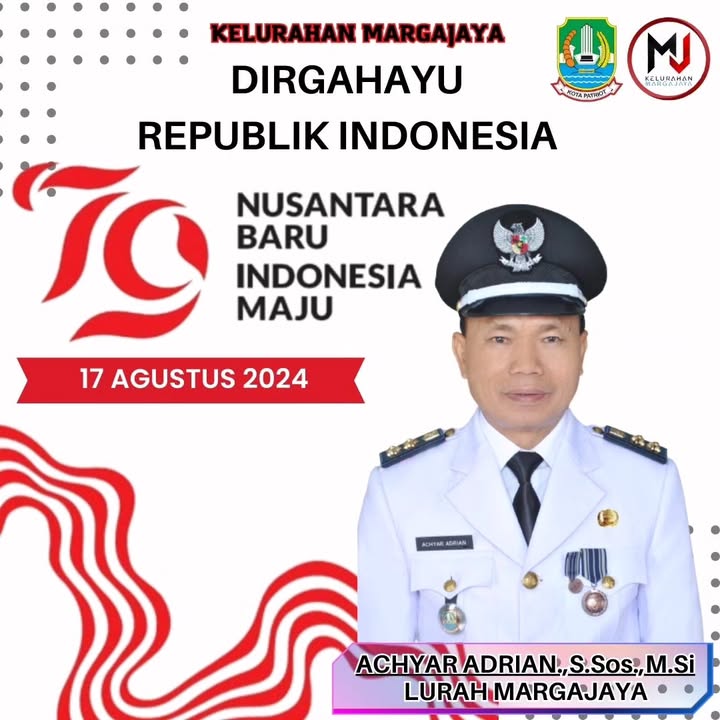 KELURAHAN MARGAJAYA
KOTA PATRIOT
MJ
KELURAHAN
MARGAJAYA
DIRGAHAYU
REPUBLIK INDONESIA
79
NUSANTARA
BARU
INDONESIA
MAJU
17 AGUSTUS 2024
ACHYAR ADRIAN
ACHYAR ADRIAN.,S.Sos.,M.Si
LURAH MARGAJAYA